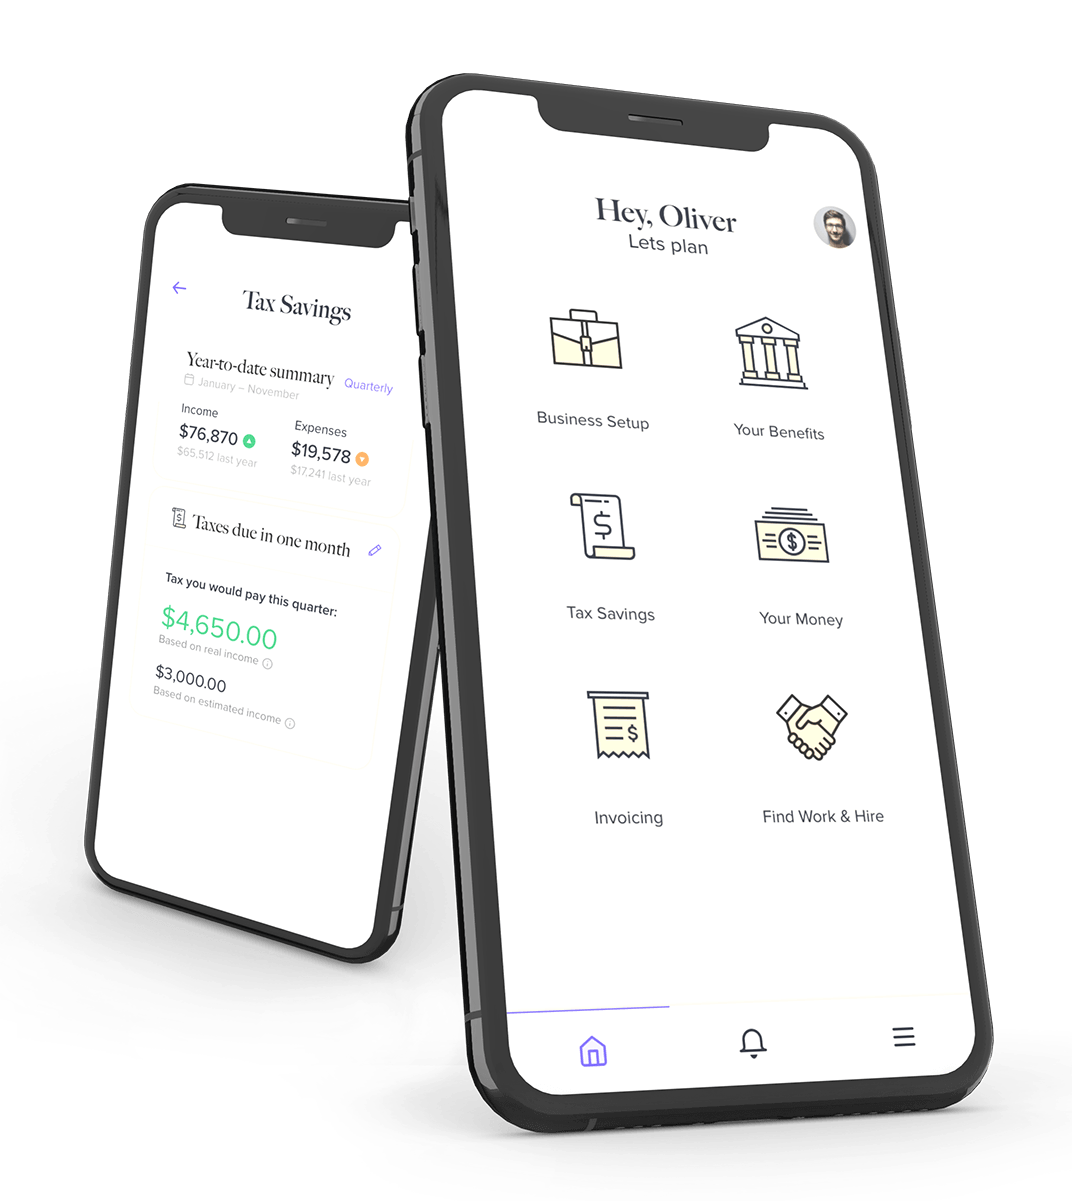 Tax Savings
Year-to-date summary
Quarterly
January – November
Income
$76,870
$65,512 last year
Expenses
$19,578
$17,241 last year
$
Taxes due in one month
Tax you would pay this quarter:
$4,650.00
Based on real income
$3,000.00
Based on estimated income
Hey, Oliver
Lets plan
Business Setup
Your Benefits
$
$
Tax Savings
Your Money
$
Invoicing
Find Work & Hire